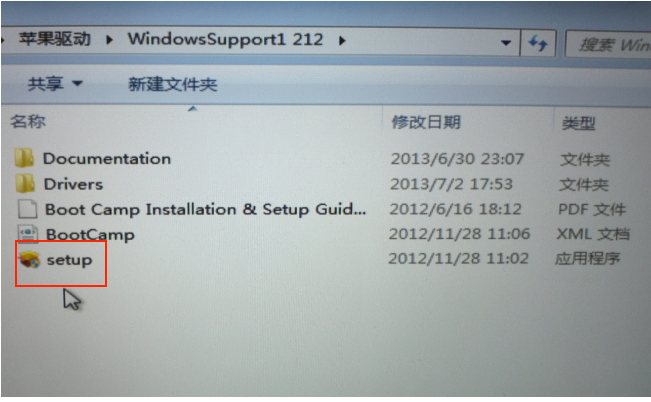 苹果驱动 WindowsSupport1 212 搜索 Win
共享 新建文件夹
名称 修改日期 类型
Documentation 2013/6/30 23:07 文件夹
Drivers 2013/7/2 17:53 文件夹
Boot Camp Installation & Setup Guid... 2012/6/16 18:12 PDF 文件
BootCamp 2012/11/28 11:06 XML 文档
setup 2012/11/28 11:02 应用程序